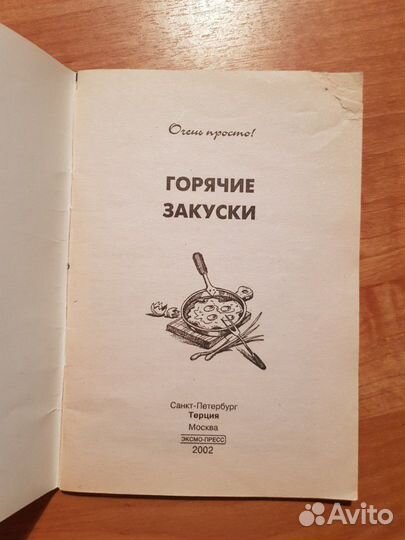 Очень просто!
ГОРЯЧИЕ
ЗАКУСКИ
Санкт-Петербург
Терция
Москва
ЭКСМО-ПРЕСС
2002
Avito